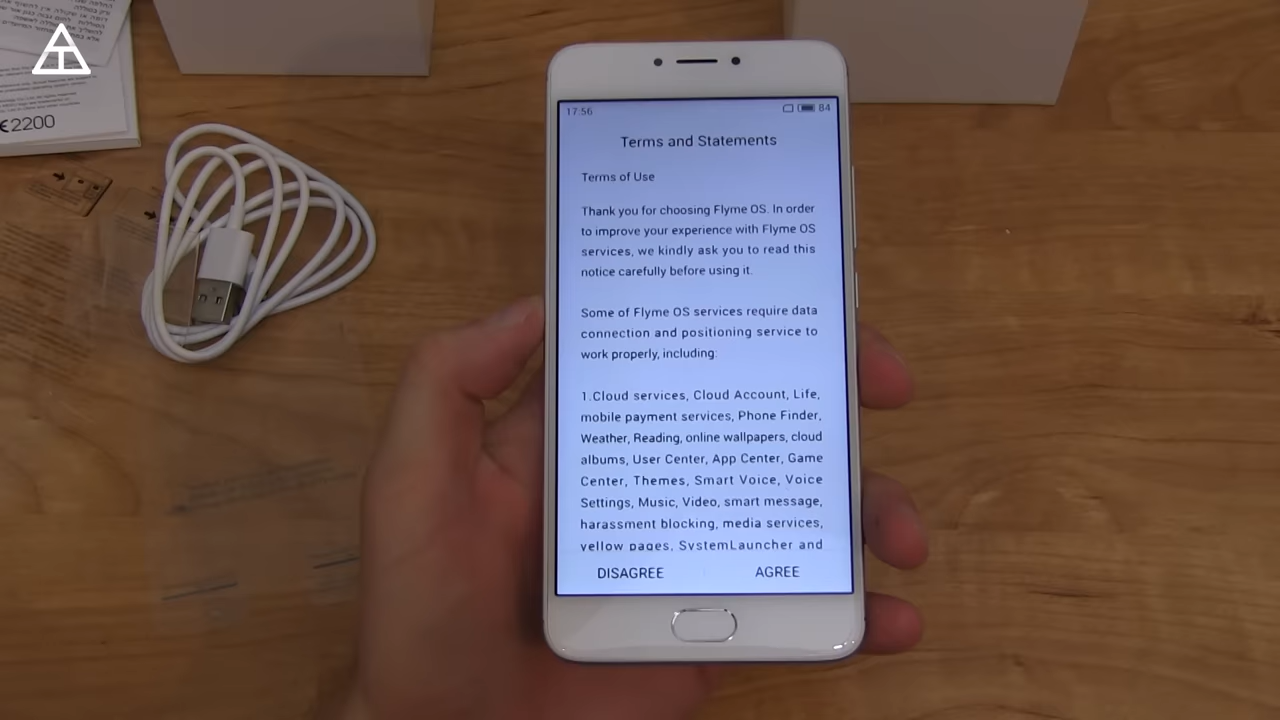 €2200
17:56
84
Terms and Statements
Terms of Use
Thank you for choosing Flyme OS. In order
to improve your experience with Flyme OS
services, we kindly ask you to read this
notice carefully before using it.
Some of Flyme OS services require data
connection and positioning service to
work properly, including:
1.Cloud services, Cloud Account, Life,
mobile payment services, Phone Finder,
Weather, Reading, online wallpapers, cloud
albums, User Center, App Center, Game
Center, Themes, Smart Voice, Voice
Settings, Music, Video, smart message,
harassment blocking, media services,
yellow pages, SystemLauncher and
DISAGREE
AGREE